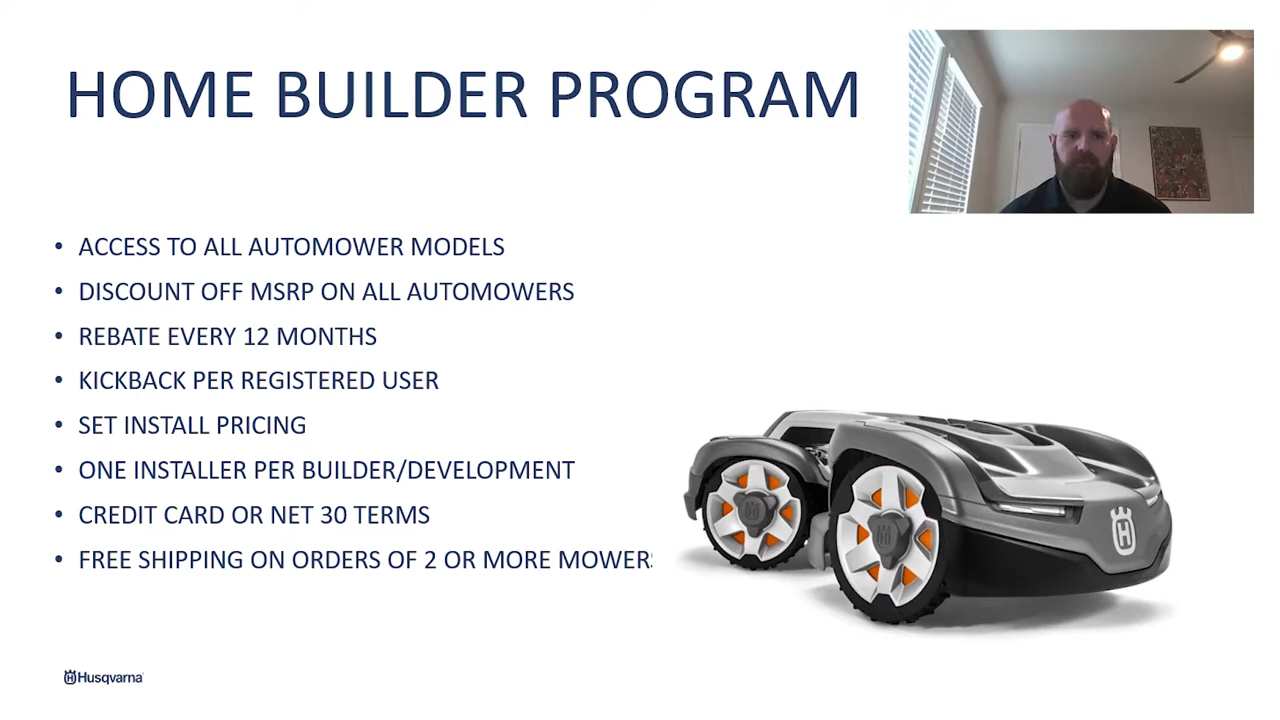 HOME BUILDER PROGRAM
• ACCESS TO ALL AUTOMOWER MODELS
• DISCOUNT OFF MSRP ON ALL AUTOMOWERS
• REBATE EVERY 12 MONTHS
• KICKBACK PER REGISTERED USER
• SET INSTALL PRICING
• ONE INSTALLER PER BUILDER/DEVELOPMENT
• CREDIT CARD OR NET 30 TERMS
• FREE SHIPPING ON ORDERS OF 2 OR MORE MOWERS
H
Husqvarna